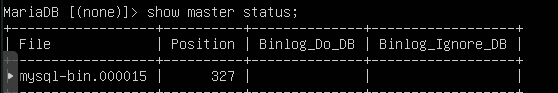 MariaDB [(none)]> show master status;
+------------------+----------+--------------+------------------+
| File             | Position | Binlog_Do_DB | Binlog_Ignore_DB |
+------------------+----------+--------------+------------------+
| mysql-bin.000015 |      327 |              |                  |